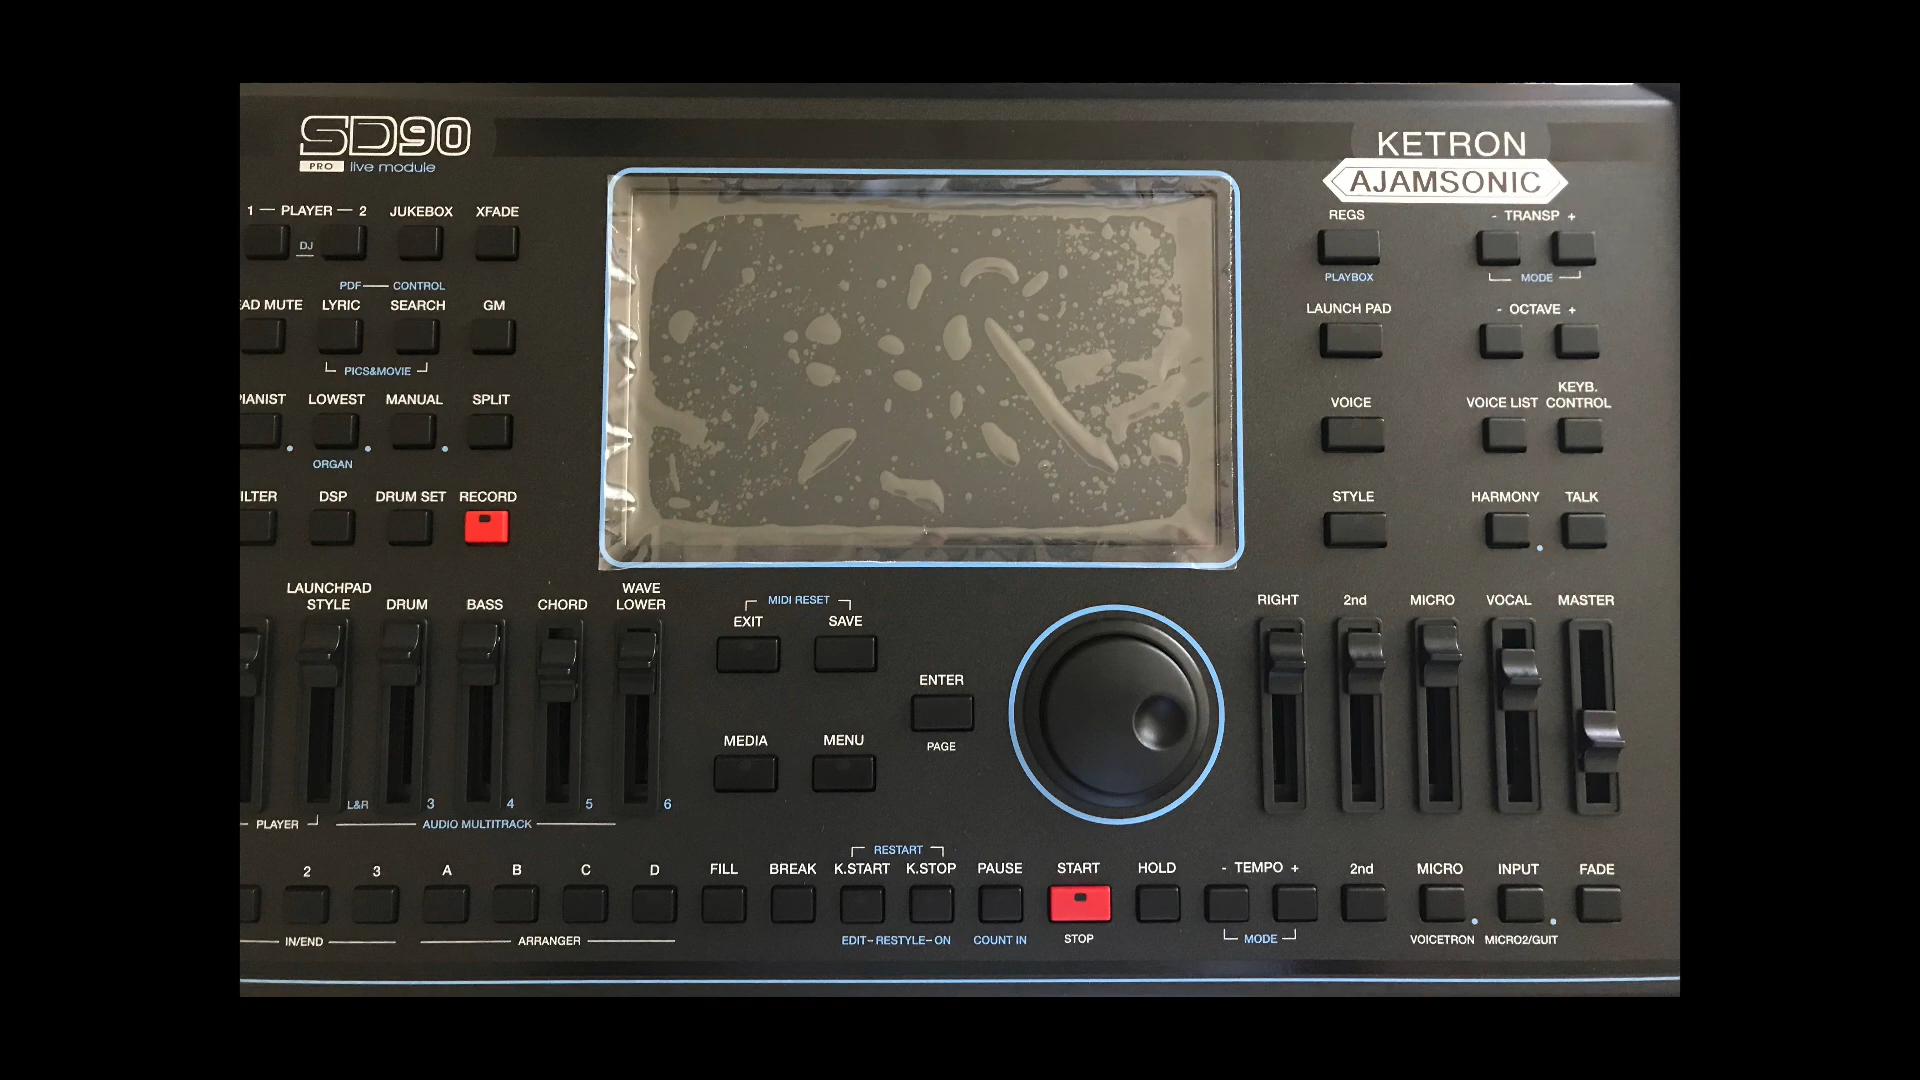 SD90
PRO live module
KETRON
AJAMSONIC
1 PLAYER 2 JUKEBOX XFADE
DJ
REGS - TRANSP +
PLAYBOX MODE
PDF CONTROL
LYRIC SEARCH GM
MUTE
PICS&MOVIE
LAUNCH PAD - OCTAVE +
LOWEST MANUAL SPLIT
ORGAN
VOICE VOICE LIST KEYB.
CONTROL
DSP DRUM SET RECORD
STYLE HARMONY TALK
LAUNCHPAD
STYLE DRUM BASS CHORD WAVE
LOWER
MIDI RESET
EXIT SAVE
ENTER
PAGE
MEDIA MENU
RIGHT 2nd MICRO VOCAL MASTER
L&R 3 4 5 6
PLAYER AUDIO MULTITRACK
RESTART
2 3 A B C D FILL BREAK K.START K.STOP PAUSE START HOLD - TEMPO + 2nd MICRO INPUT FADE
IN/END ARRANGER EDIT-RESTYLE-ON COUNT IN STOP MODE VOICETRON MICRO2/GUIT